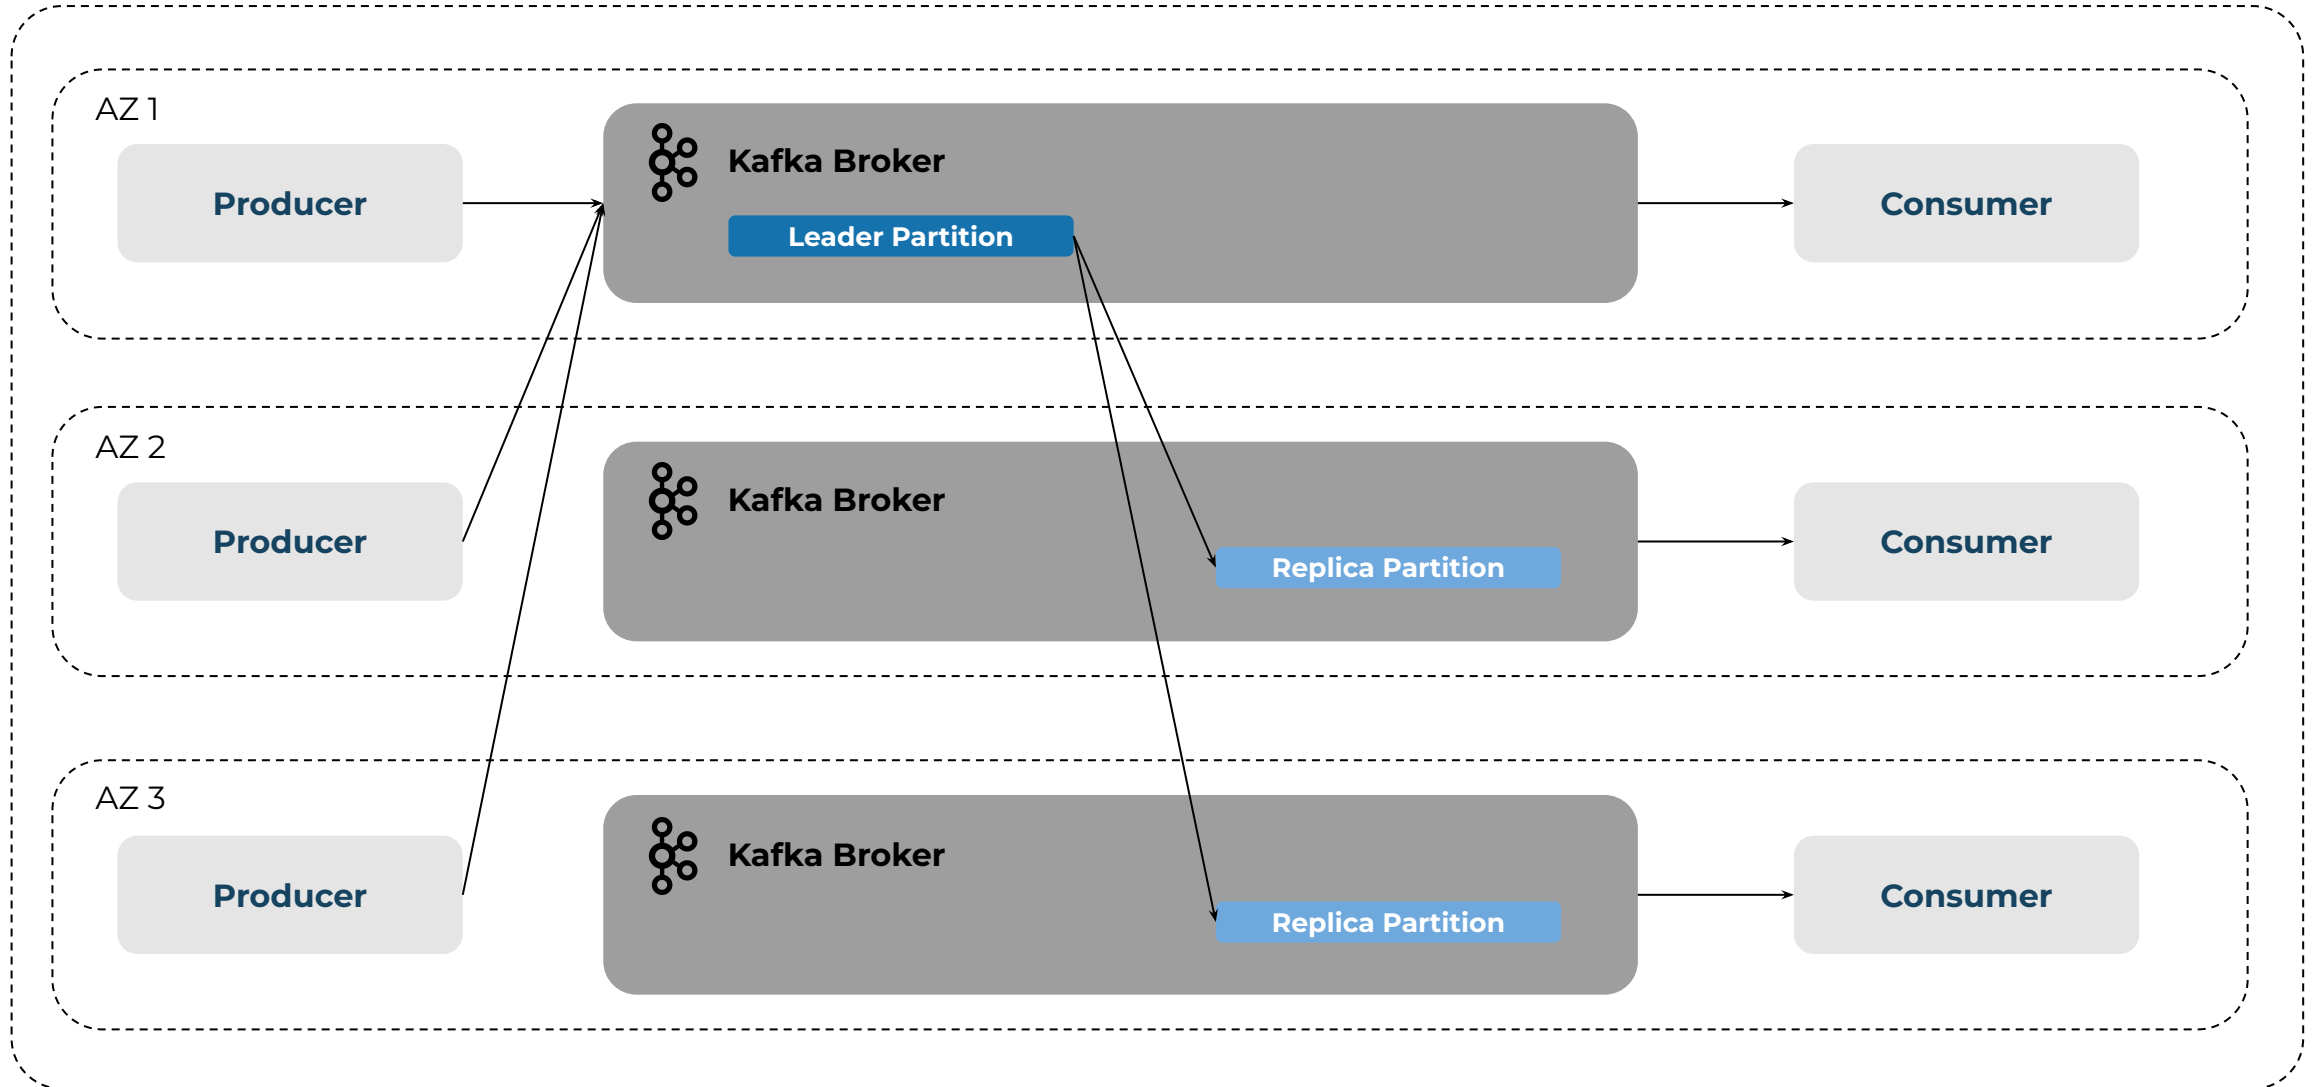 AZ 1
Kafka Broker
Producer
Leader Partition
Consumer
AZ 2
Kafka Broker
Producer
Replica Partition
Consumer
AZ 3
Kafka Broker
Producer
Replica Partition
Consumer